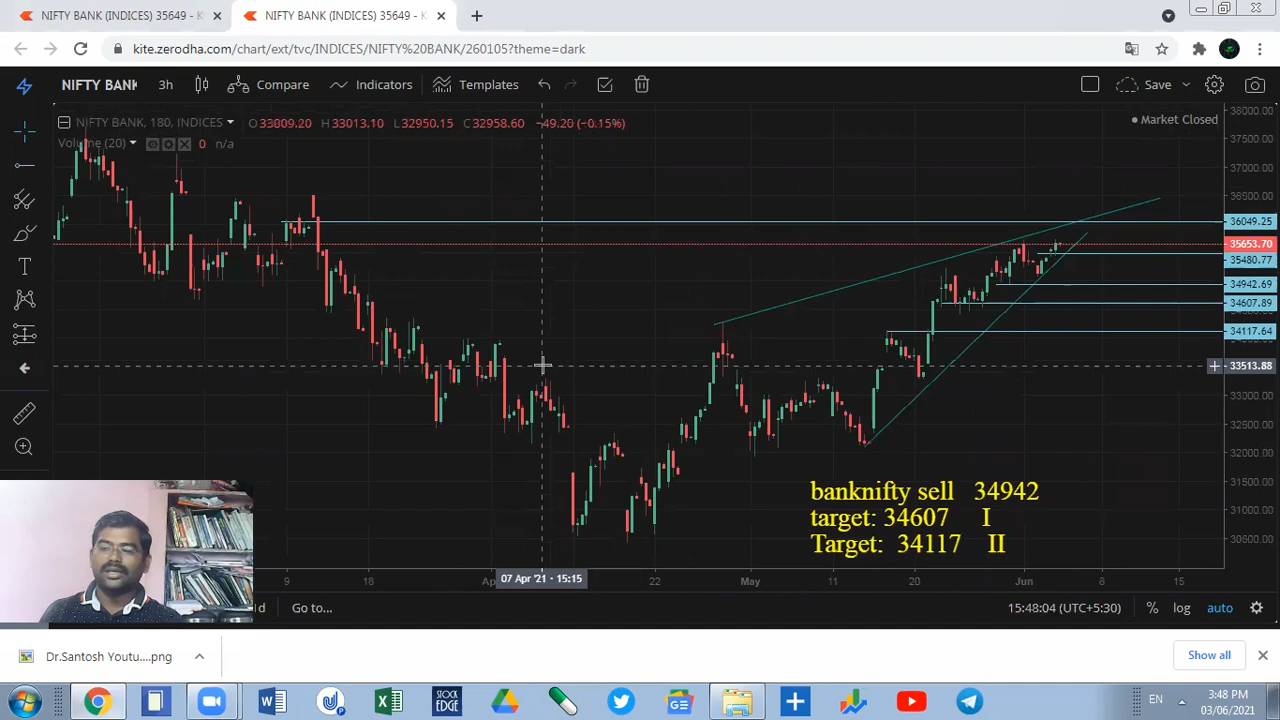 NIFTY BANK (INDICES) 35649 - K
NIFTY BANK (INDICES) 35649 - K
kite.zerodha.com/chart/ext/tvc/INDICES/NIFTY%20BANK/260105?theme=dark
NIFTY BANK 3h Compare Indicators Templates Save
NIFTY BANK, 180, INDICES O33009.20 H33013.10 L32950.15 C32958.60 −49.20 (−0.15%)
Market Closed
Volume (20) 0 n/a
38000.00
37500.00
37000.00
36500.00
36049.25
35653.70
35480.77
34942.69
34607.89
34117.64
33513.88
33000.00
32500.00
32000.00
31500.00
31000.00
30600.00
banknifty sell 34942
target: 34607 I
Target: 34117 II
9 18 Ap 07 Apr '21 - 15:15 22 May 11 20 Jun 8 15
Go to... 15:48:04 (UTC+5:30) % log auto
Dr.Santosh Youtu....png Show all
STOCK EDGE
EN 3:48 PM
03/06/2021